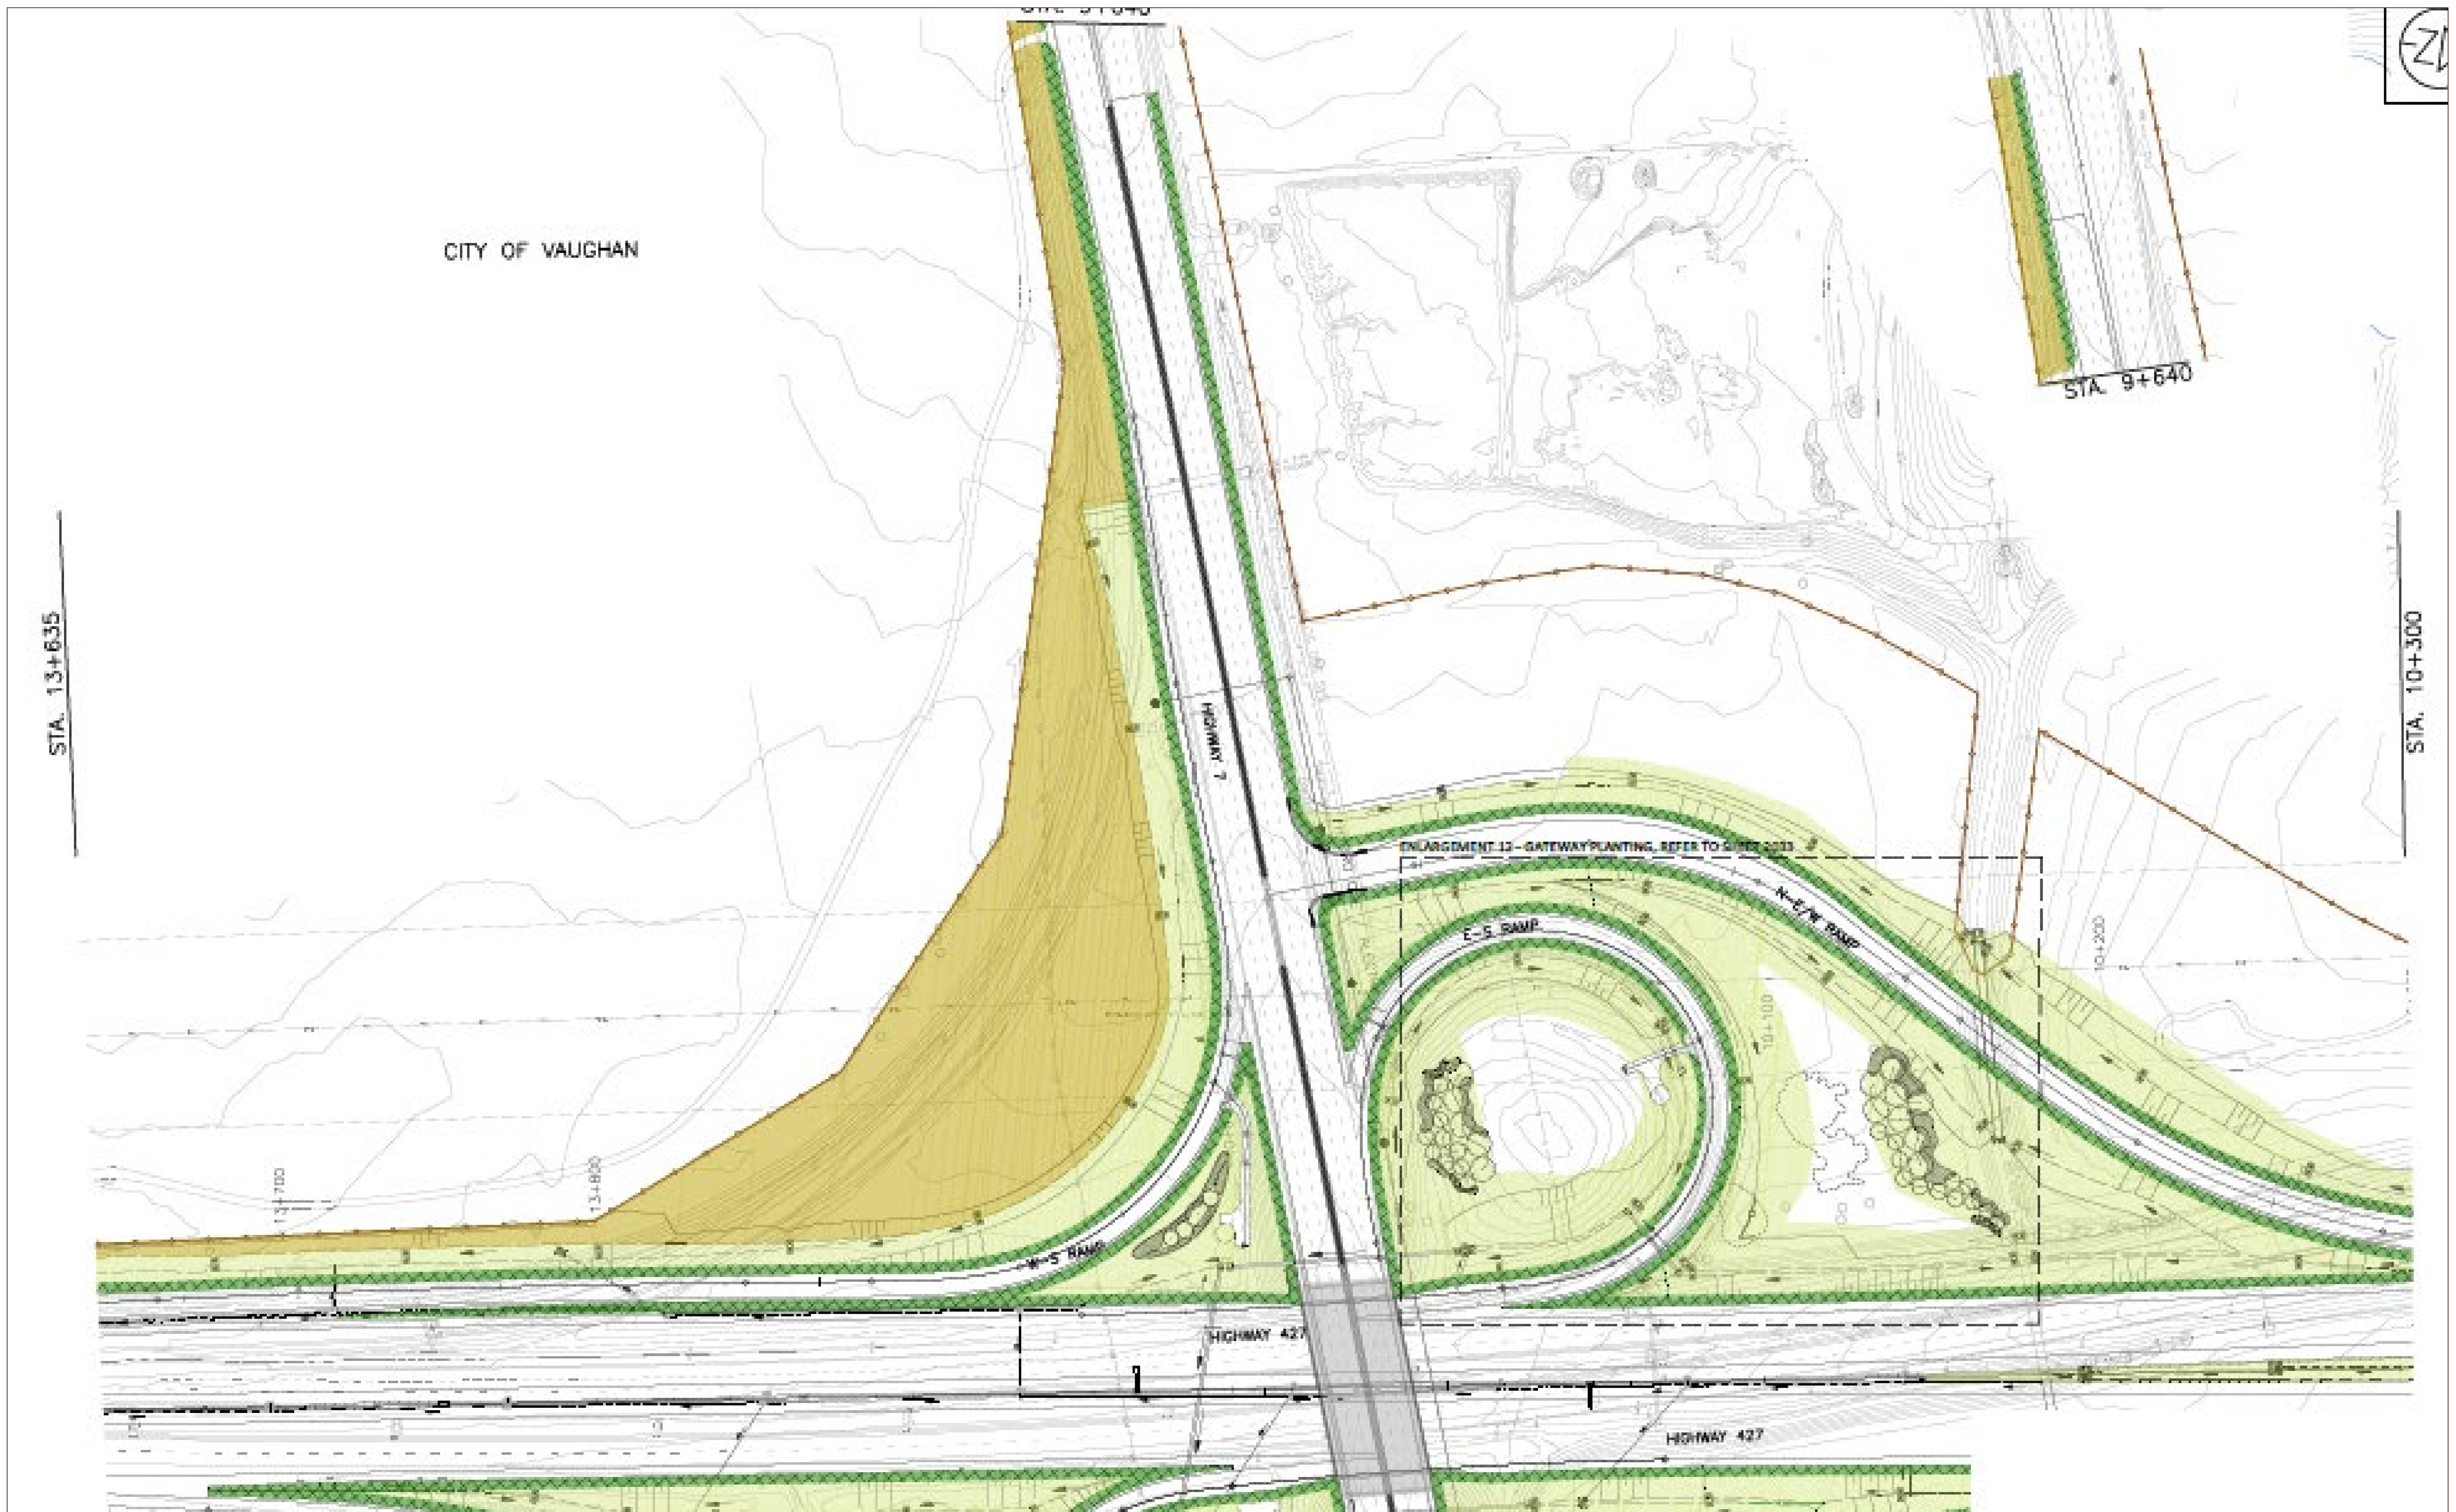 CITY OF VAUGHAN
STA. 9+640
STA. 13+635
STA. 10+300
HIGHWAY 7
ENLARGEMENT 12 - GATEWAY PLANTING, REFER TO SHEET 2033
N-E/W RAMP
E-S RAMP
10+200
10+100
13+700
13+800
W-S RAMP
HIGHWAY 427
HIGHWAY 427